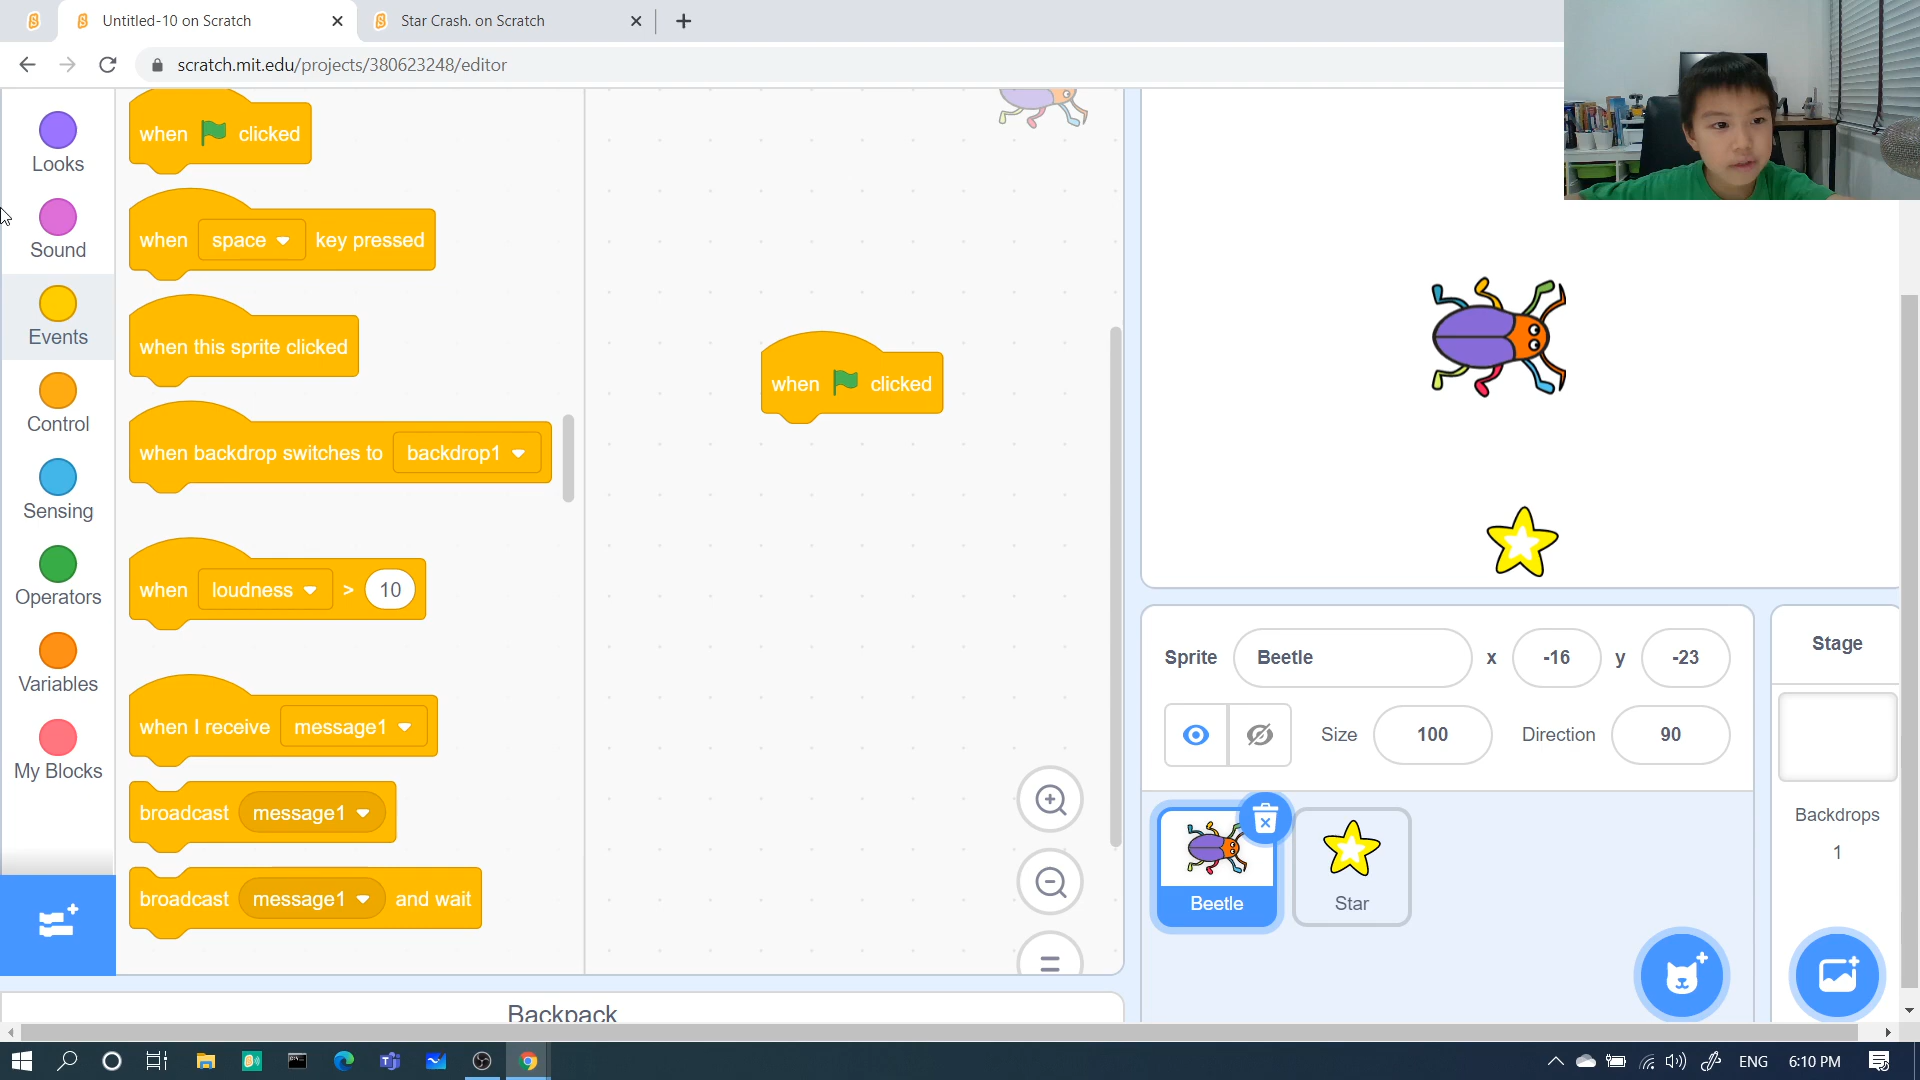 Untitled-10 on Scratch
Star Crash. on Scratch
scratch.mit.edu/projects/380623248/editor
Looks
Sound
Events
Control
Sensing
Operators
Variables
My Blocks
when clicked
when space key pressed
when this sprite clicked
when backdrop switches to backdrop1
when loudness > 10
when I receive message1
broadcast message1
broadcast message1 and wait
when clicked
Backpack
Sprite Beetle x -16 y -23
Size 100 Direction 90
Beetle
Star
Stage
Backdrops
1
ENG 6:10 PM